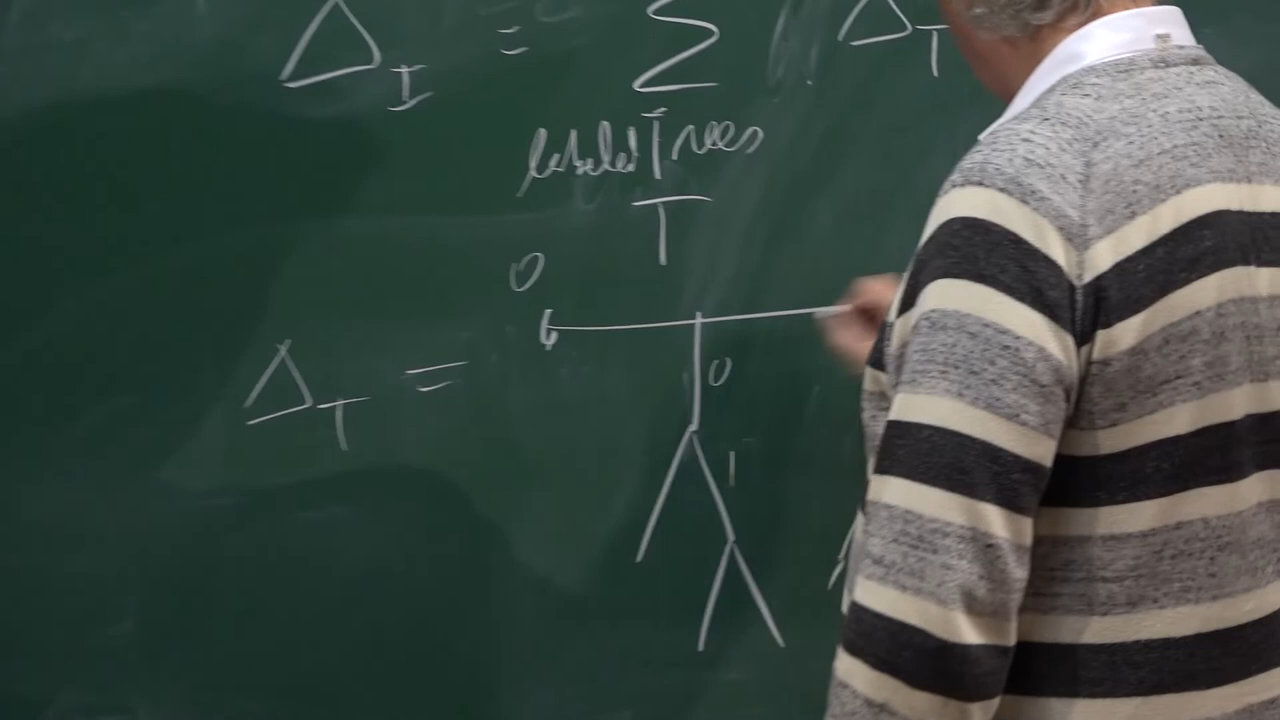 Δ_I = Σ Δ_T
labeled Trees
T
0
Δ_T =
0
1